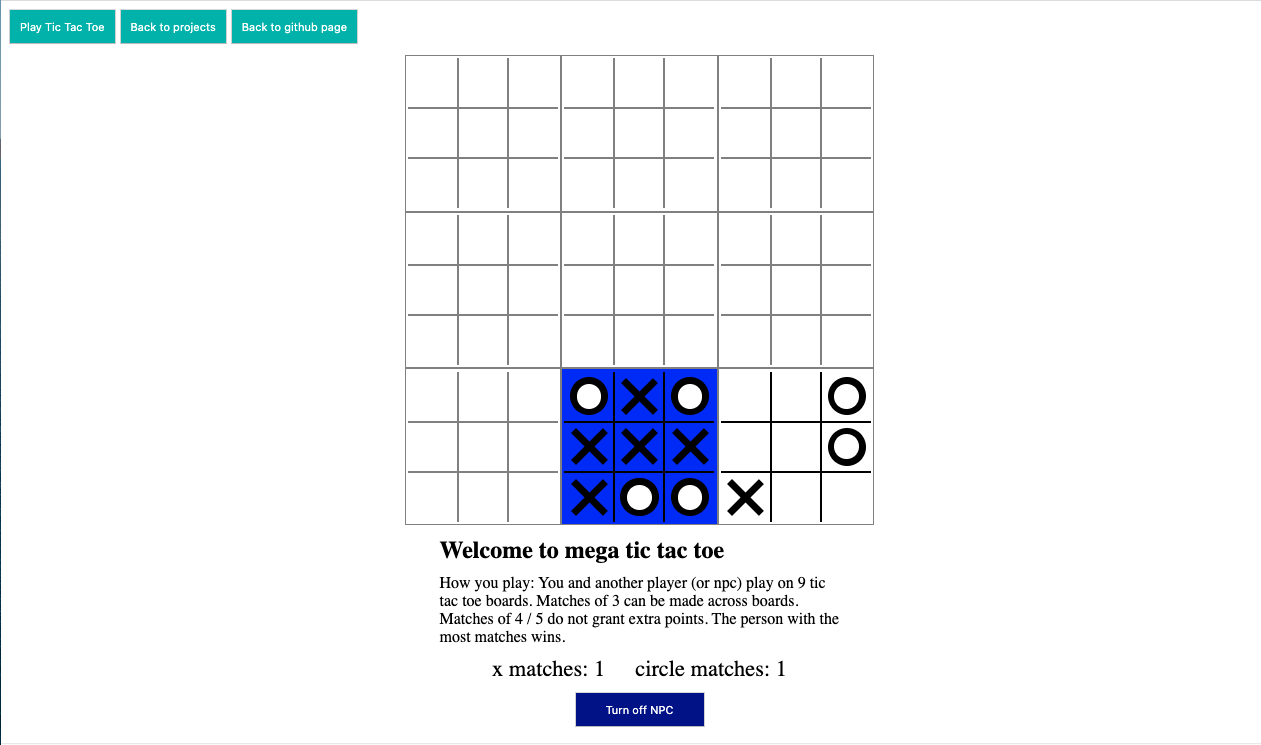 Play Tic Tac Toe
Back to projects
Back to github page
Welcome to mega tic tac toe
How you play: You and another player (or npc) play on 9 tic
tac toe boards. Matches of 3 can be made across boards.
Matches of 4 / 5 do not grant extra points. The person with the
most matches wins.
x matches: 1
circle matches: 1
Turn off NPC